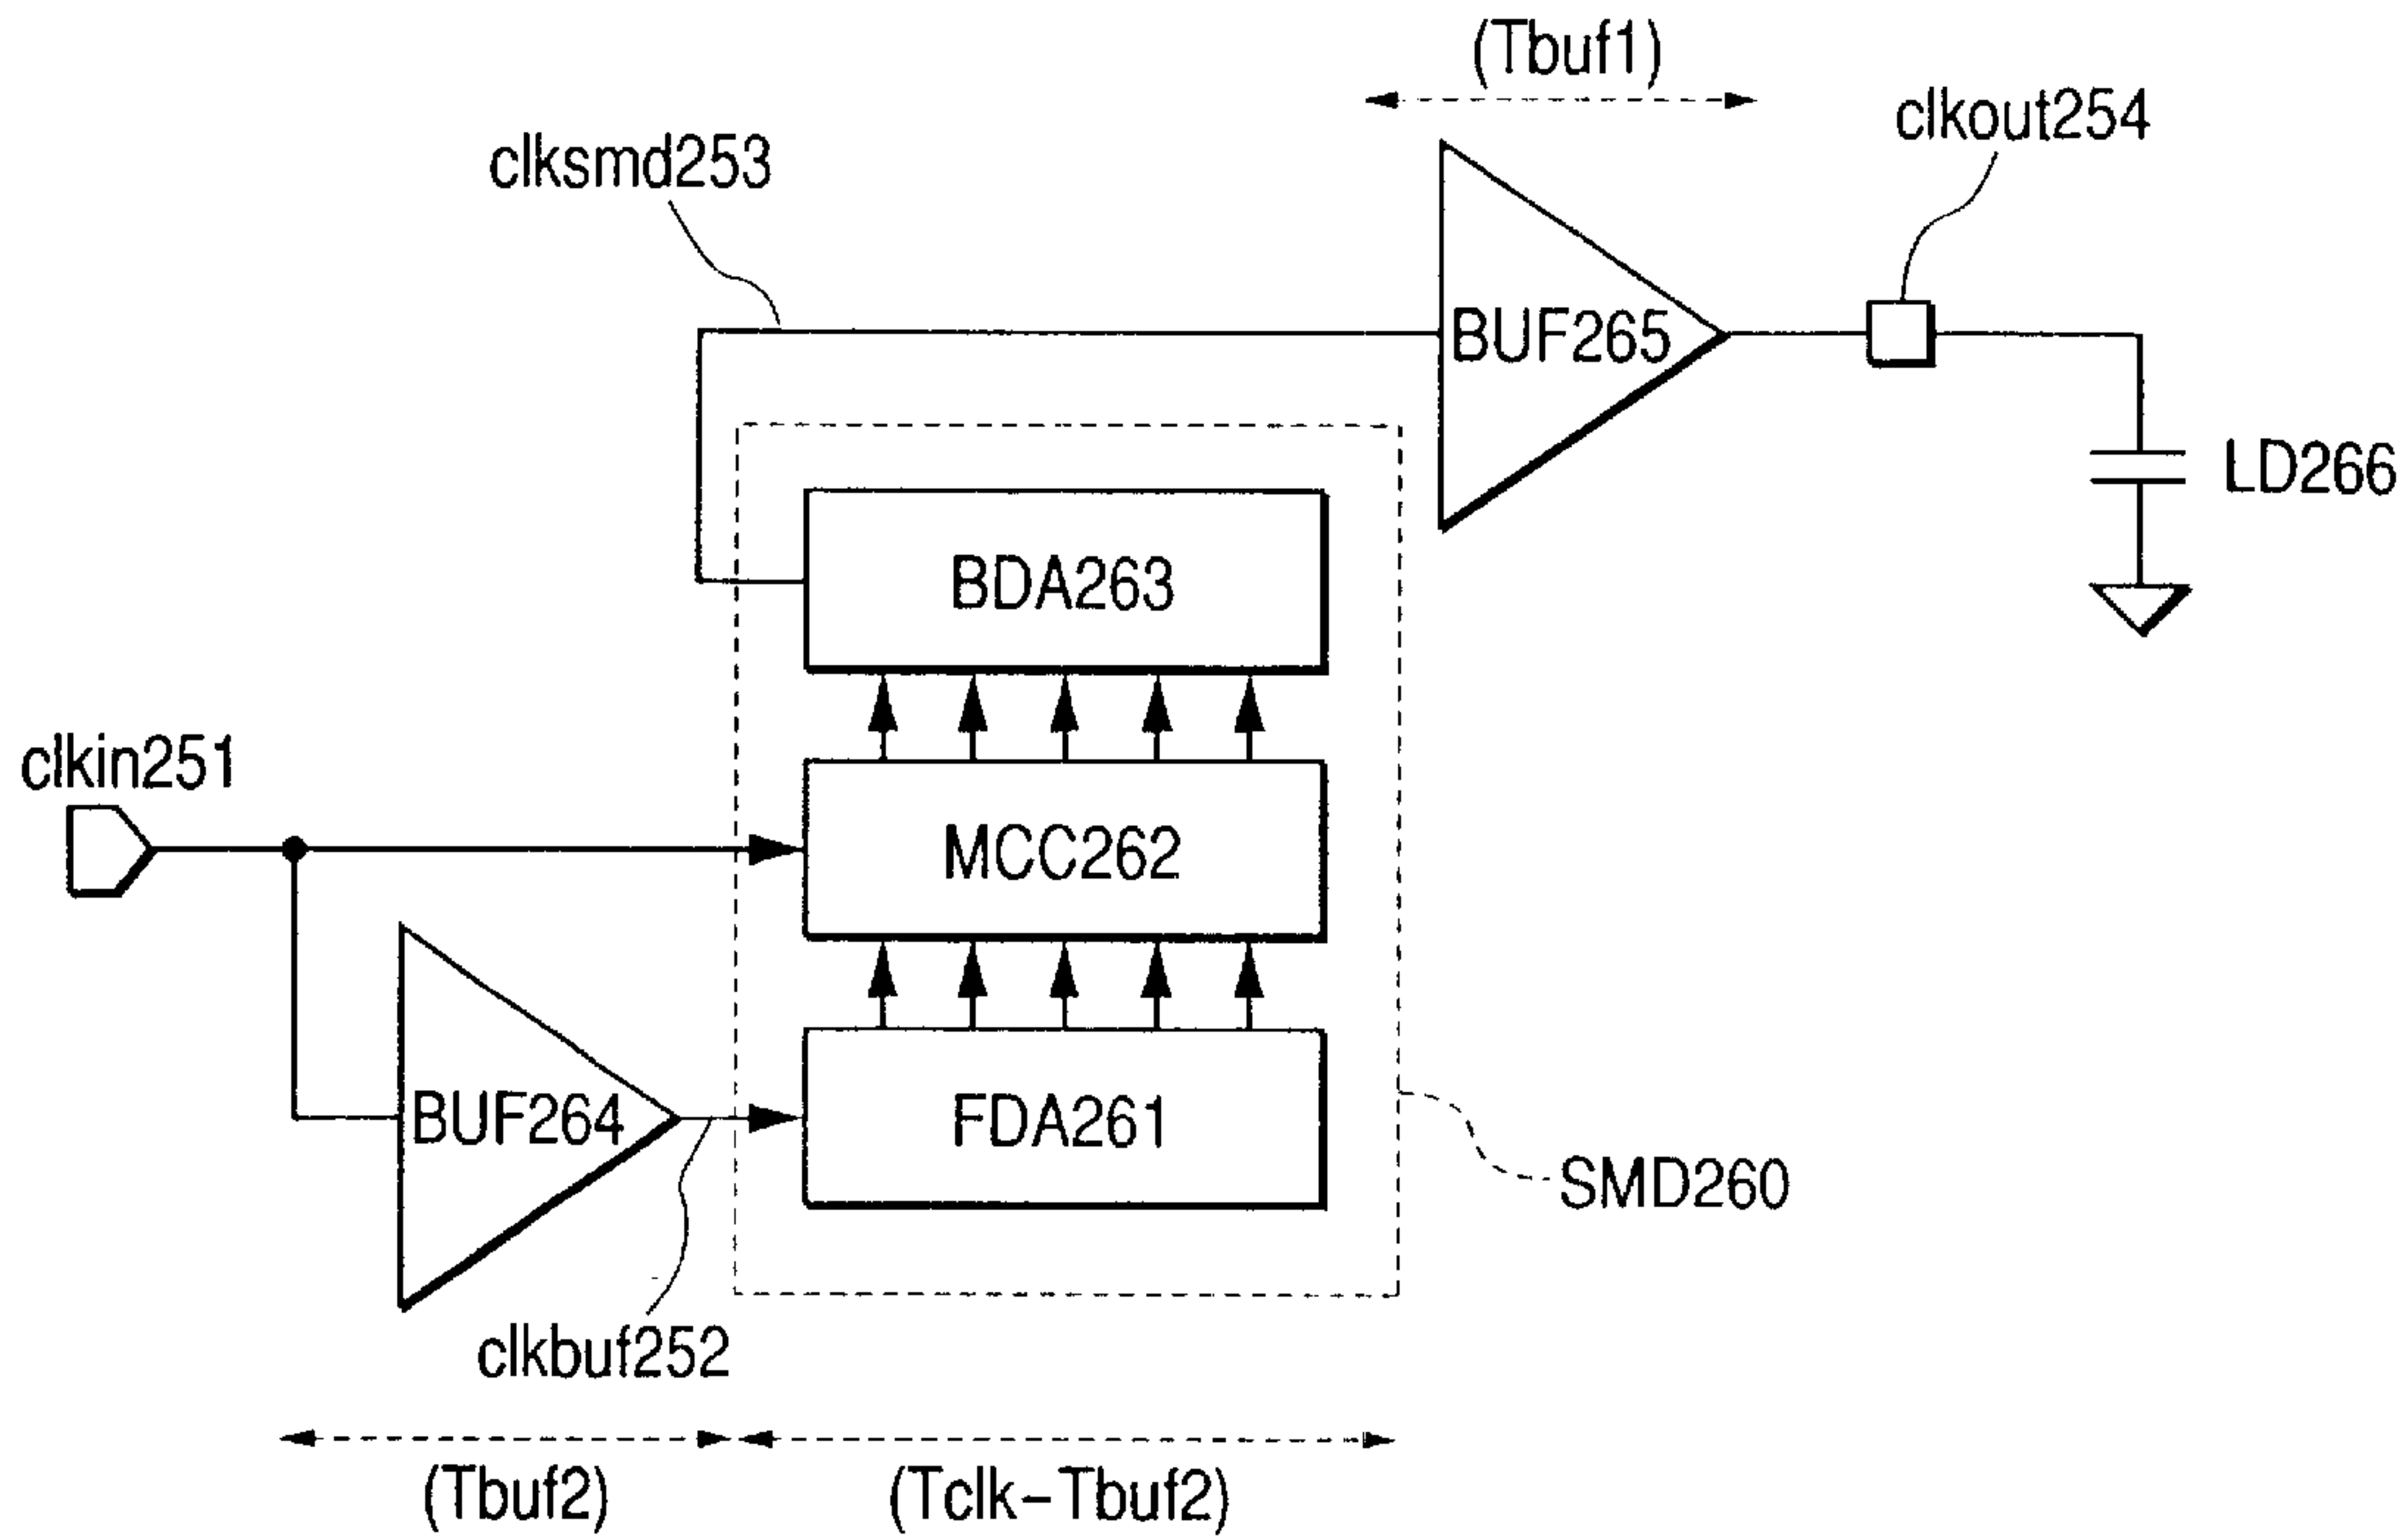 (Tbuf1)
clkout254
clksmd253
BUF265
LD266
BDA263
clkin251
MCC262
BUF264
FDA261
SMD260
clkbuf252
(Tbuf2)
(Tclk-Tbuf2)